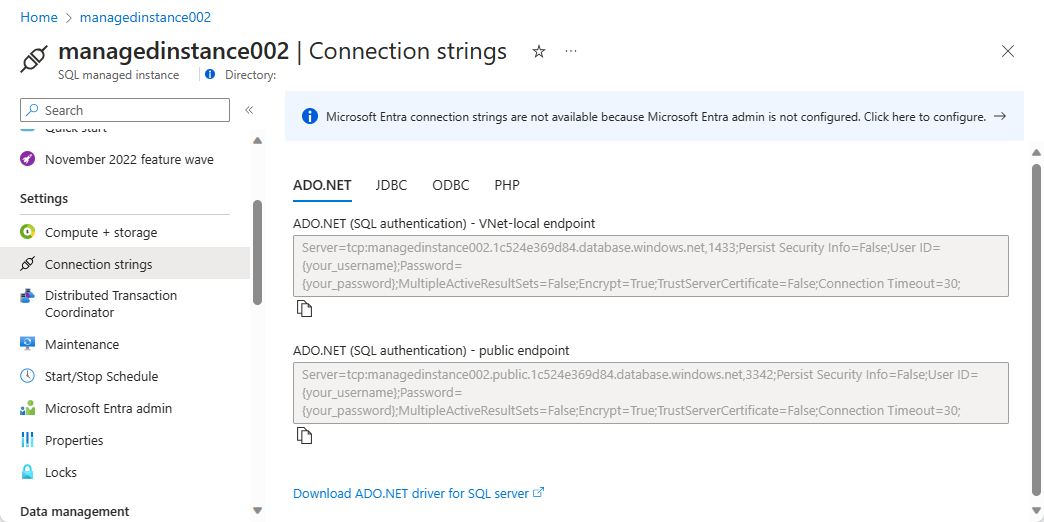 Home > managedinstance002
managedinstance002 | Connection strings
SQL managed instance
Directory:
Search
Quick start
November 2022 feature wave
Settings
Compute + storage
Connection strings
Distributed Transaction
Coordinator
Maintenance
Start/Stop Schedule
Microsoft Entra admin
Properties
Locks
Data management
Microsoft Entra connection strings are not available because Microsoft Entra admin is not configured. Click here to configure.
ADO.NET JDBC ODBC PHP
ADO.NET (SQL authentication) - VNet-local endpoint
Server=tcp:managedinstance002.1c524e369d84.database.windows.net,1433;Persist Security Info=False;User ID=
{your_username};Password=
{your_password};MultipleActiveResultSets=False;Encrypt=True;TrustServerCertificate=False;Connection Timeout=30;
ADO.NET (SQL authentication) - public endpoint
Server=tcp:managedinstance002.public.1c524e369d84.database.windows.net,3342;Persist Security Info=False;User ID=
{your_username};Password=
{your_password};MultipleActiveResultSets=False;Encrypt=True;TrustServerCertificate=False;Connection Timeout=30;
Download ADO.NET driver for SQL server